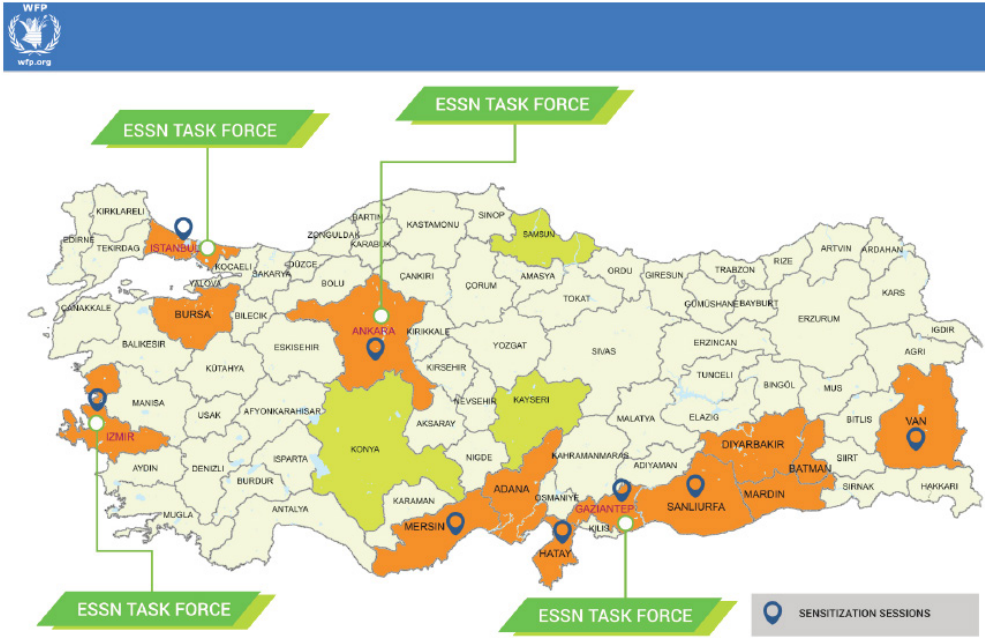 WFP
wfp.org
ESSN TASK FORCE
ESSN TASK FORCE
KIRKLARELI
EDIRNE
TEKIRDAG
ISTANBUL
KOCAELI
YALOVA
SAKARYA
DÜZGE
ZONGULDAK
BARTIN
KARABUK
KASTAMONU
SINOP
SAMSUN
ORDU
GIRESUN
TRABZON
RIZE
ARTVIN
ARDAHAN
KARS
IGDIR
AGRI
ÇANAKKALE
BALIKESIR
BURSA
BILECIK
BOLU
ÇANKIRI
ÇORUM
AMASYA
TOKAT
GÜMÜSHANE
BAYBURT
ERZURUM
ERZINCAN
ESKISEHIR
ANKARA
KIRIKKALE
YOZGAT
SIVAS
KÜTAHYA
KIRSEHIR
TUNCELI
BINGÖL
MUS
MANISA
USAK
AFYONKARAHISAR
NEVSEHIR
KAYSERI
MALATYA
ELAZIG
BITLIS
VAN
IZMIR
AKSARAY
DIYARBAKIR
KONYA
NIGDE
KAHRAMANMARAS
ADIYAMAN
BATMAN
SIIRT
AYDIN
DENIZLI
ISPARTA
BURDUR
KARAMAN
ADANA
OSMANIYE
GAZIANTEP
SANLIURFA
MARDIN
SIRNAK
HAKKARI
MUGLA
ANTALYA
MERSIN
KILIS
HATAY
ESSN TASK FORCE
ESSN TASK FORCE
SENSITIZATION SESSIONS